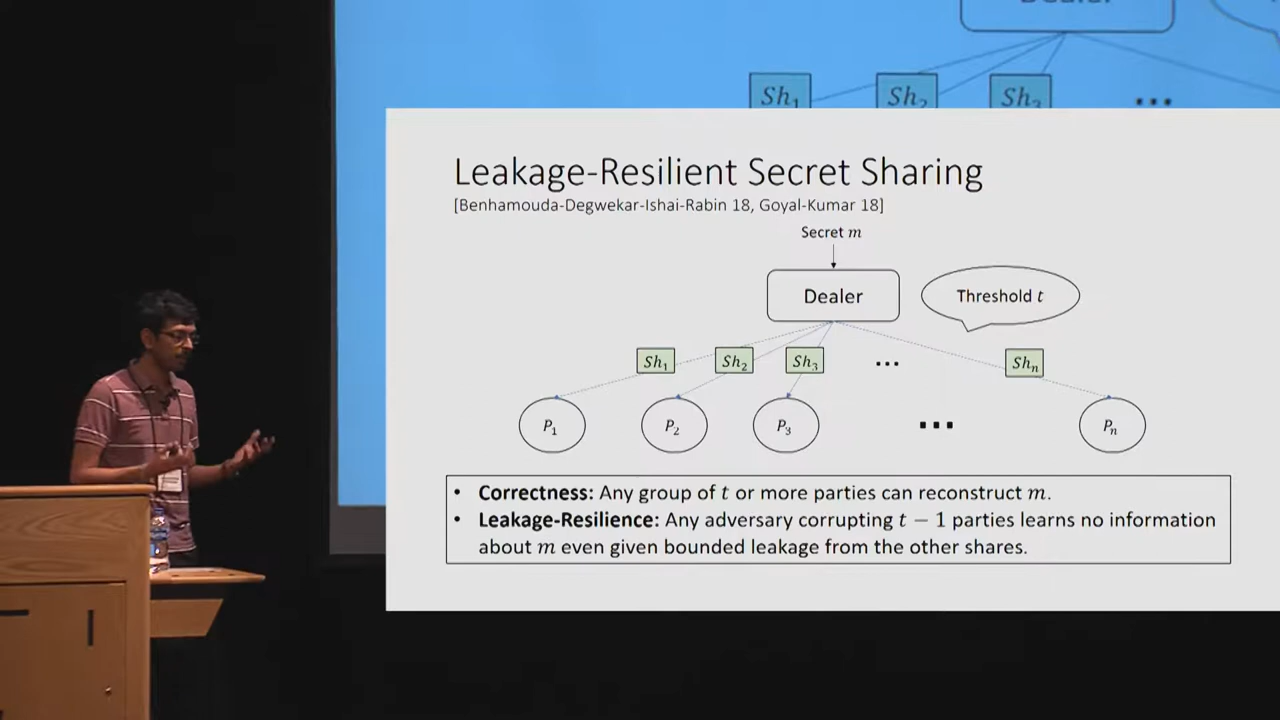 Dealer
Sh₁ Sh₂ Sh₃ ...
Leakage-Resilient Secret Sharing
[Benhamouda-Degwekar-Ishai-Rabin 18, Goyal-Kumar 18]
Secret m
Dealer
Threshold t
Sh₁ Sh₂ Sh₃ ... Shₙ
P₁ P₂ P₃ ... Pₙ
• Correctness: Any group of t or more parties can reconstruct m.
• Leakage-Resilience: Any adversary corrupting t − 1 parties learns no information
about m even given bounded leakage from the other shares.